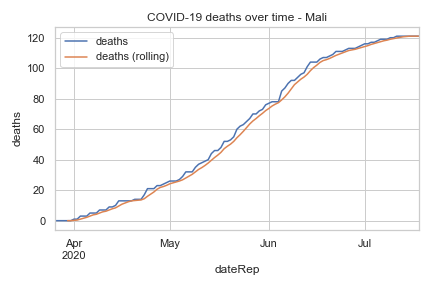 COVID-19 deaths over time - Mali
deaths
deaths (rolling)
120
100
80
60
40
20
0
deaths
Apr
2020
May
Jun
Jul
dateRep